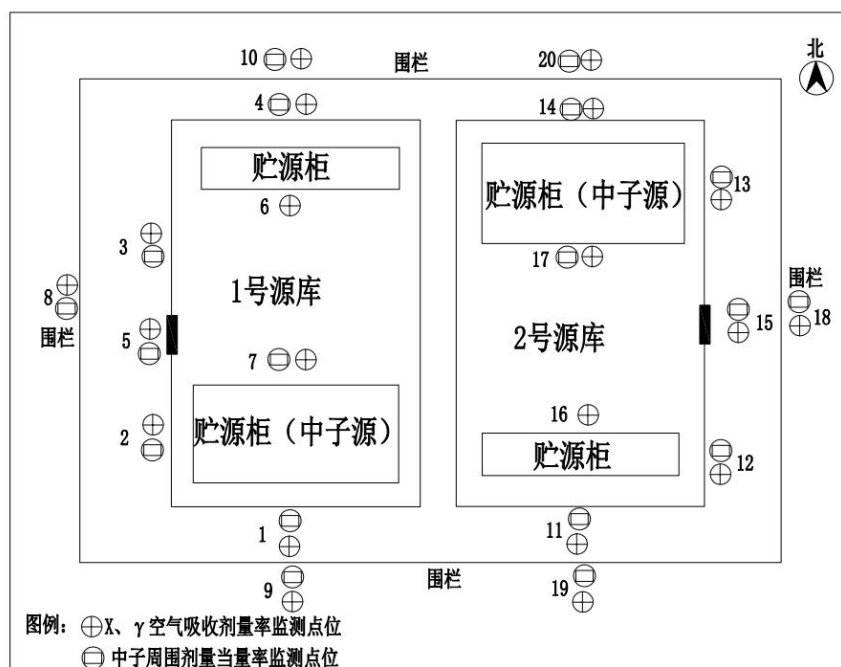 10
围栏
20
北
4
14
贮源柜
贮源柜（中子源）
13
6
3
17
8
1号源库
围栏
围栏
5
2号源库
15
18
7
16
贮源柜（中子源）
2
贮源柜
12
1
11
9
围栏
19
图例：X、γ空气吸收剂量率监测点位
中子周围剂量当量率监测点位